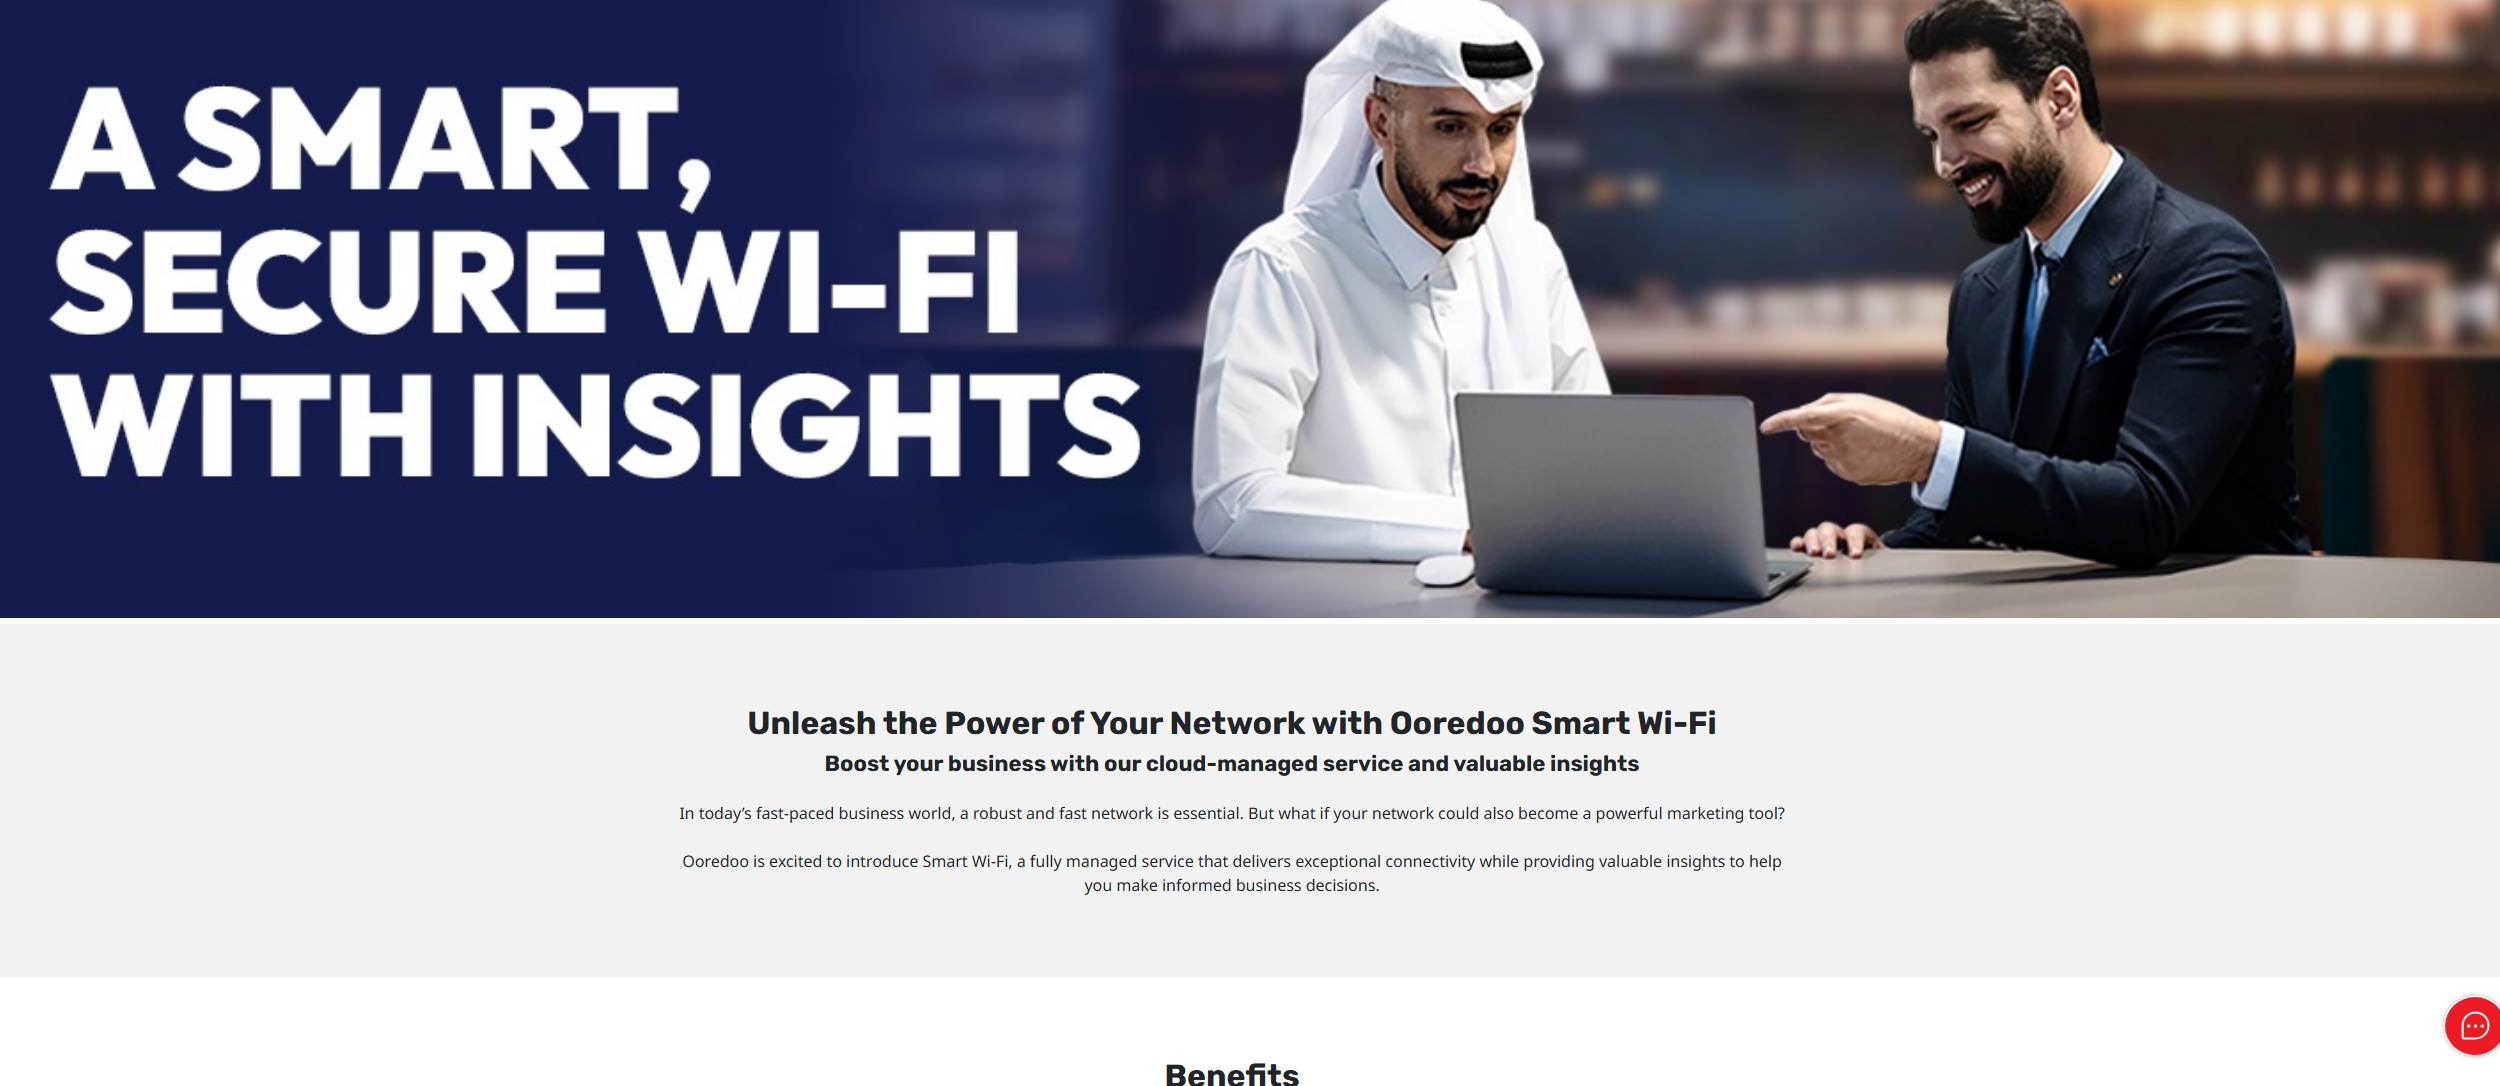 A SMART,
SECURE WI-FI
WITH INSIGHTS
Unleash the Power of Your Network with Ooredoo Smart Wi-Fi
Boost your business with our cloud-managed service and valuable insights
In today’s fast-paced business world, a robust and fast network is essential. But what if your network could also become a powerful marketing tool?
Ooredoo is excited to introduce Smart Wi-Fi, a fully managed service that delivers exceptional connectivity while providing valuable insights to help
you make informed business decisions.
Benefits